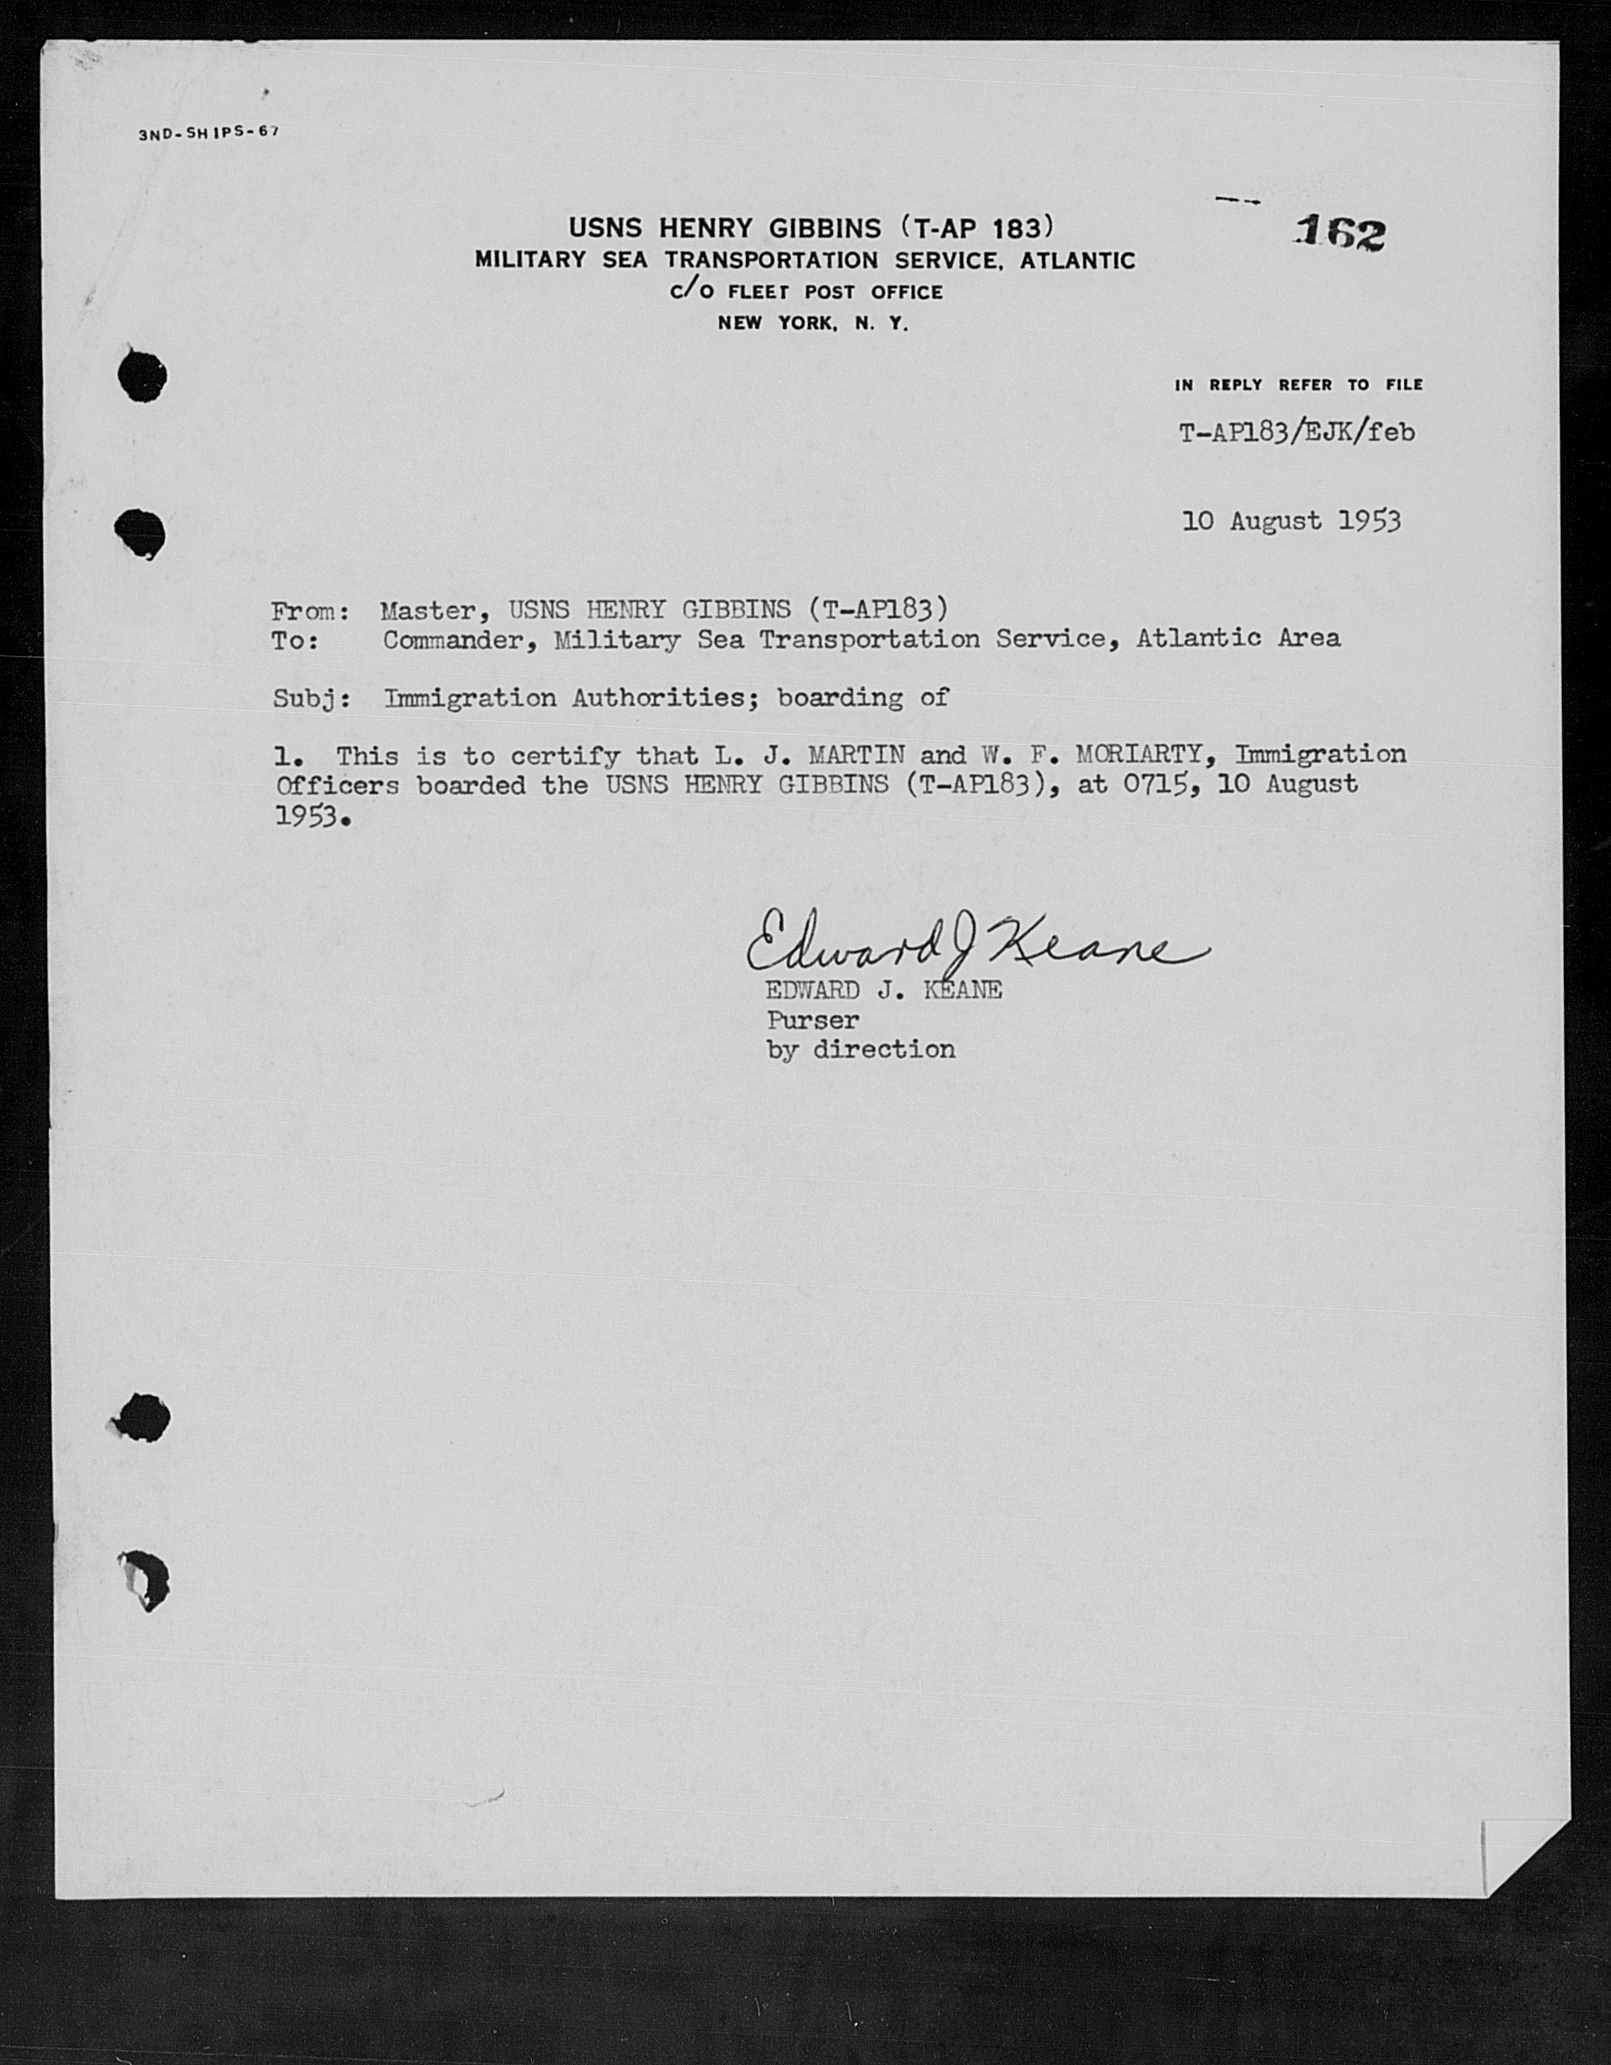 3ND-SHIPS-67
162
USNS HENRY GIBBINS (T-AP 183)
MILITARY SEA TRANSPORTATION SERVICE, ATLANTIC
C/O FLEET POST OFFICE
NEW YORK, N. Y.
IN REPLY REFER TO FILE
T-AP183/EJK/feb
10 August 1953
From: Master, USNS HENRY GIBBINS (T-AP183)
To: Commander, Military Sea Transportation Service, Atlantic Area
Subj: Immigration Authorities; boarding of
1. This is to certify that L. J. MARTIN and W. F. MORIARTY, Immigration
Officers boarded the USNS HENRY GIBBINS (T-AP183), at 0715, 10 August
1953.
Edward J Keane
EDWARD J. KEANE
Purser
by direction